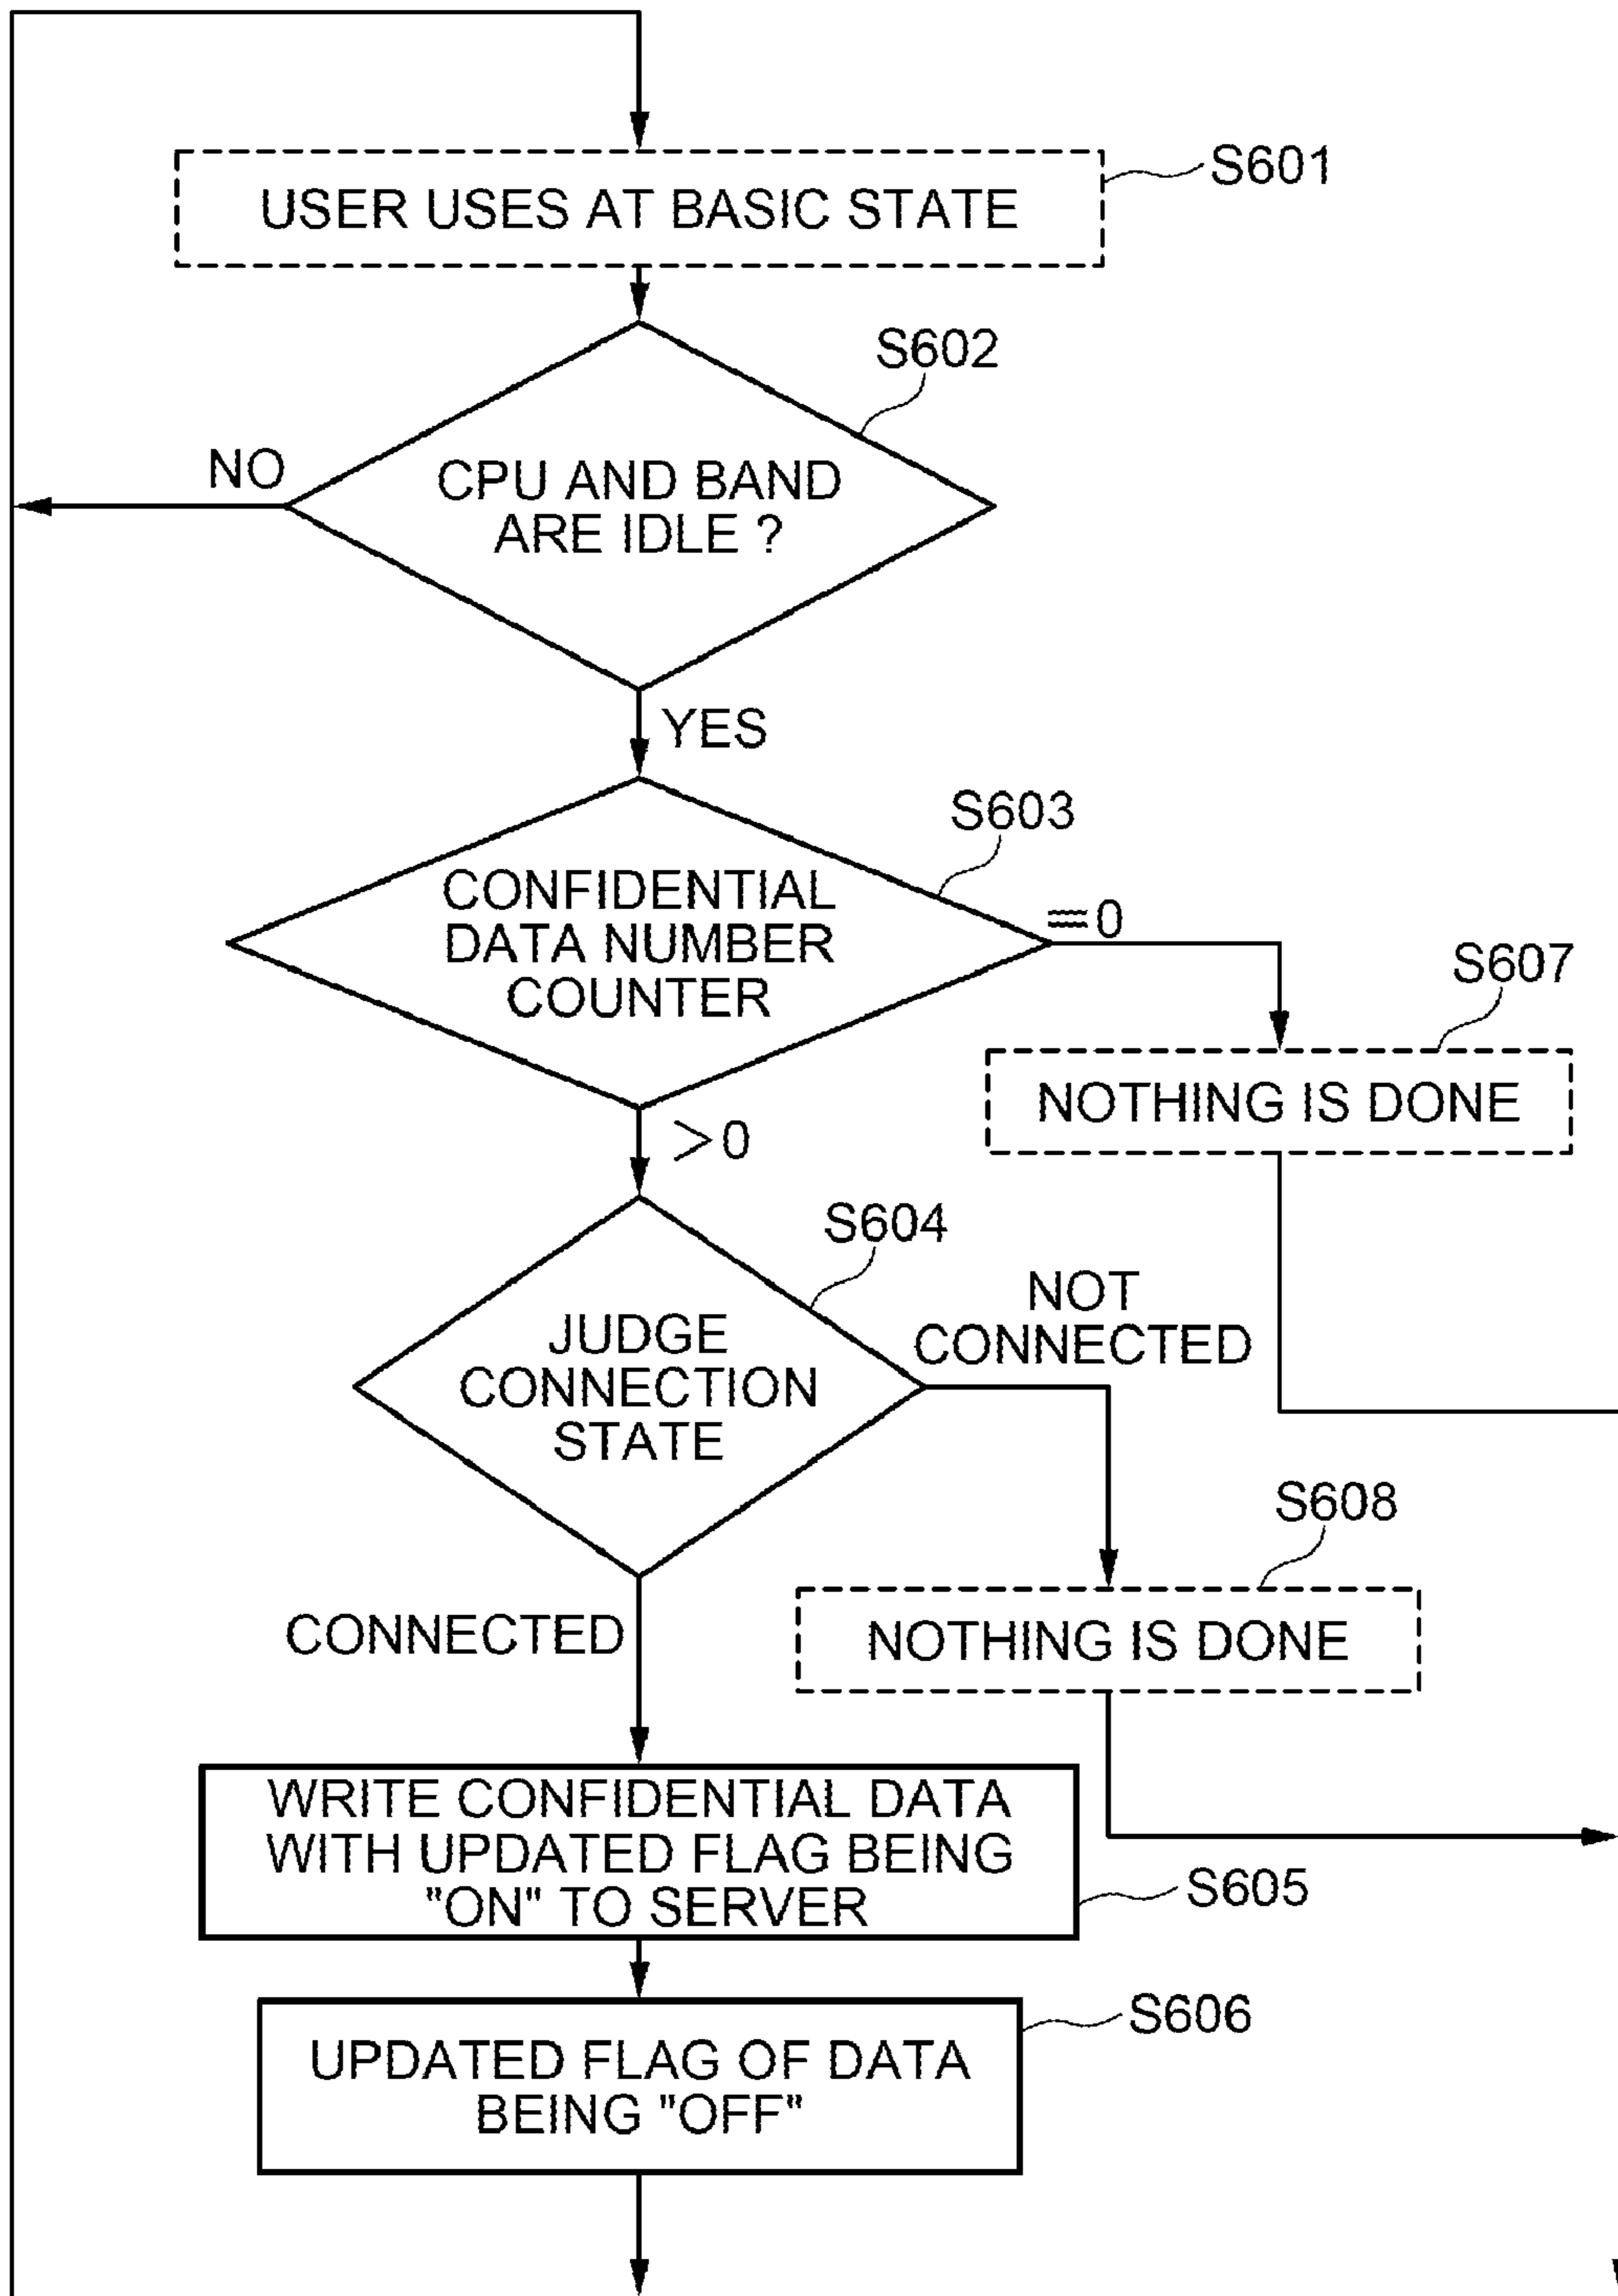 S601
USER USES AT BASIC STATE
S602
NO
CPU AND BAND
ARE IDLE ?
YES
S603
CONFIDENTIAL
DATA NUMBER
COUNTER
=0
S607
NOTHING IS DONE
>0
S604
NOT
CONNECTED
JUDGE
CONNECTION
STATE
S608
CONNECTED
NOTHING IS DONE
WRITE CONFIDENTIAL DATA
WITH UPDATED FLAG BEING
"ON" TO SERVER
S605
S606
UPDATED FLAG OF DATA
BEING "OFF"